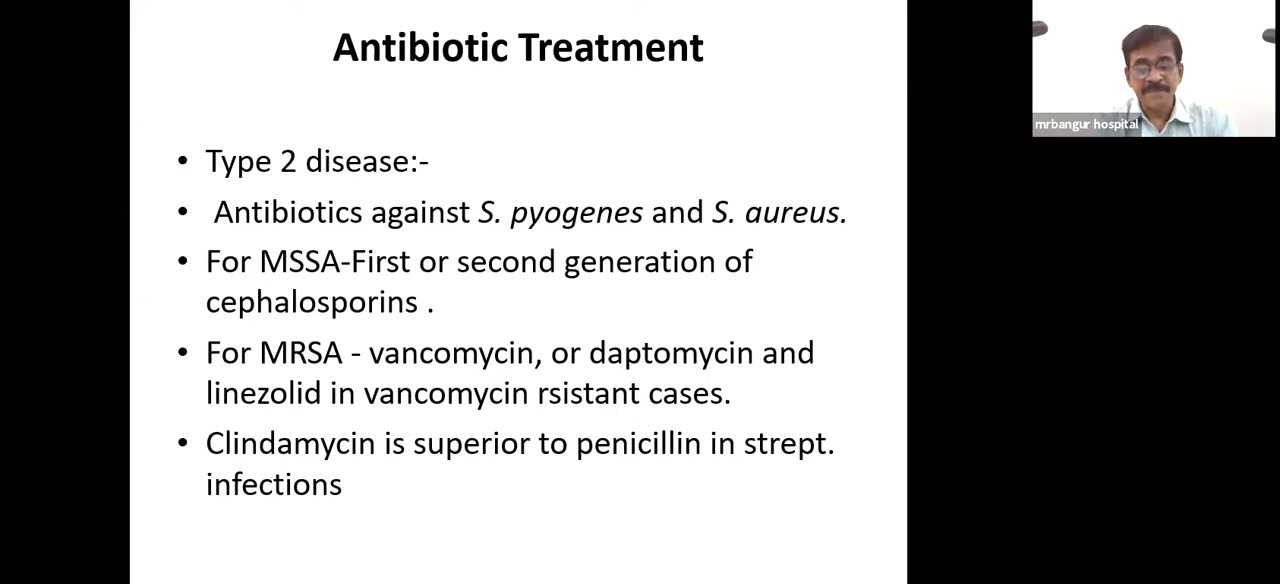 Antibiotic Treatment
mrbangur hospital
• Type 2 disease:-
• Antibiotics against S. pyogenes and S. aureus.
• For MSSA-First or second generation of
cephalosporins .
• For MRSA - vancomycin, or daptomycin and
linezolid in vancomycin rsistant cases.
• Clindamycin is superior to penicillin in strept.
infections